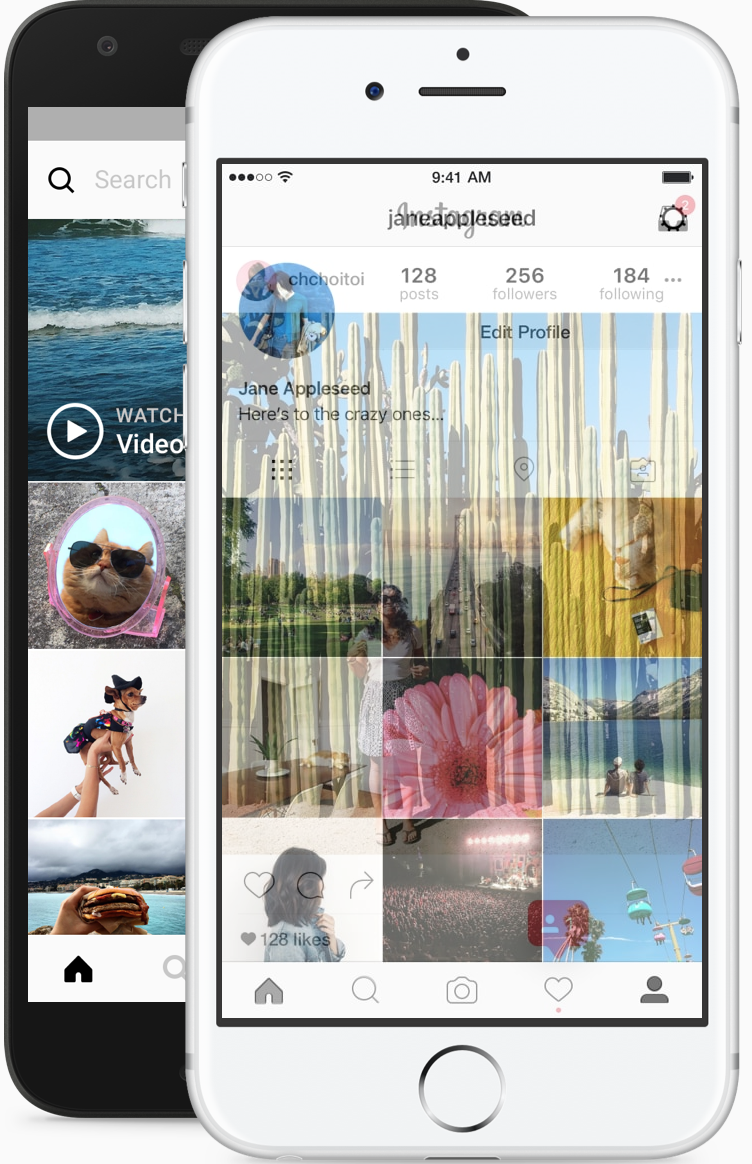 Search
WATCH
Video
9:41 AM
Instagram
janeappleseed
2
chchoitoi
128
posts
256
followers
184
following
Edit Profile
Jane Appleseed
Here's to the crazy ones...
128 likes